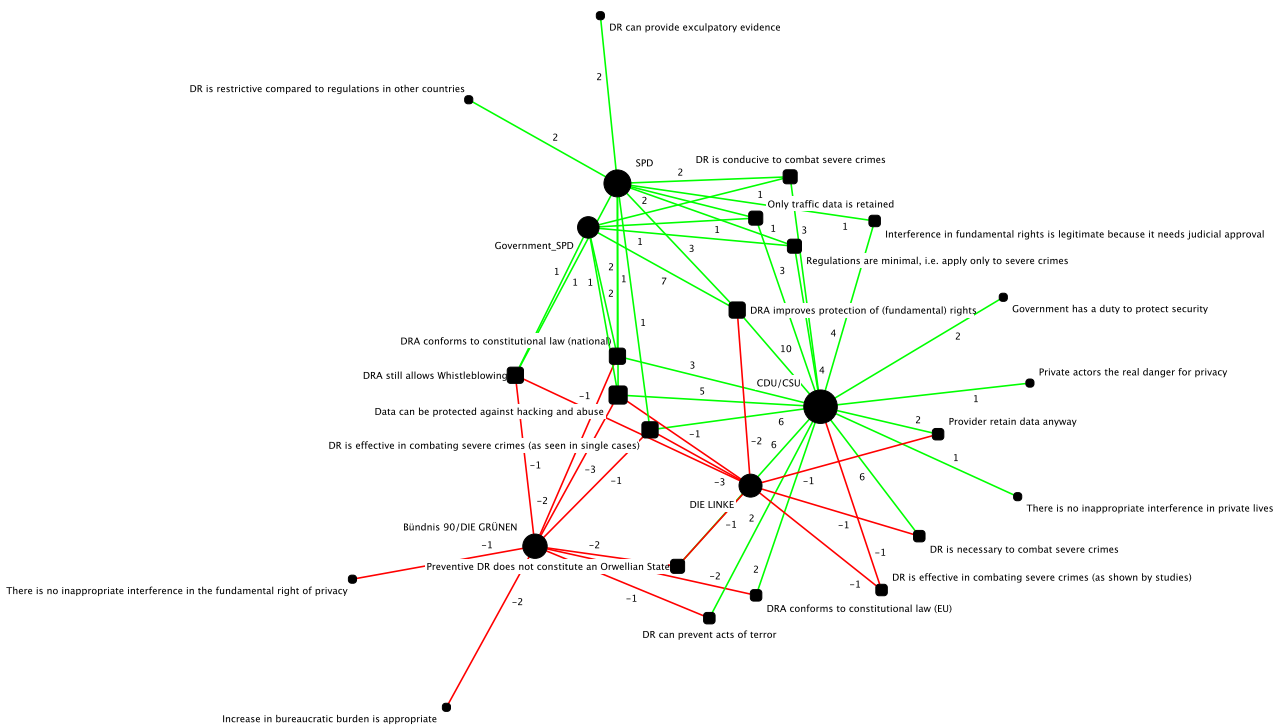 DR can provide exculpatory evidence
2
DR is restrictive compared to regulations in other countries
2
SPD
DR is conducive to combat severe crimes
2
1
2
Only traffic data is retained
Government_SPD
1
1
1
3
1
Interference in fundamental rights is legitimate because it needs judicial approval
3
Regulations are minimal, i.e. apply only to severe crimes
1
2
1
1
1
2
7
3
Government has a duty to protect security
DRA improves protection of (fundamental) rights
1
4
2
DRA conforms to constitutional law (national)
10
3
4
DRA still allows Whistleblowing
Private actors the real danger for privacy
CDU/CSU
5
1
-1
Data can be protected against hacking and abuse
6
2
Provider retain data anyway
-1
-2
6
DR is effective in combating severe crimes (as seen in single cases)
1
-1
-3
-1
-3
-1
6
-2
DIE LINKE
There is no inappropriate interference in private lives
Bündnis 90/DIE GRÜNEN
2
-1
-1
-1
-2
-1
DR is necessary to combat severe crimes
Preventive DR does not constitute an Orwellian State
2
-2
-1
DR is effective in combating severe crimes (as shown by studies)
There is no inappropriate interference in the fundamental right of privacy
-2
-1
DRA conforms to constitutional law (EU)
DR can prevent acts of terror
Increase in bureaucratic burden is appropriate